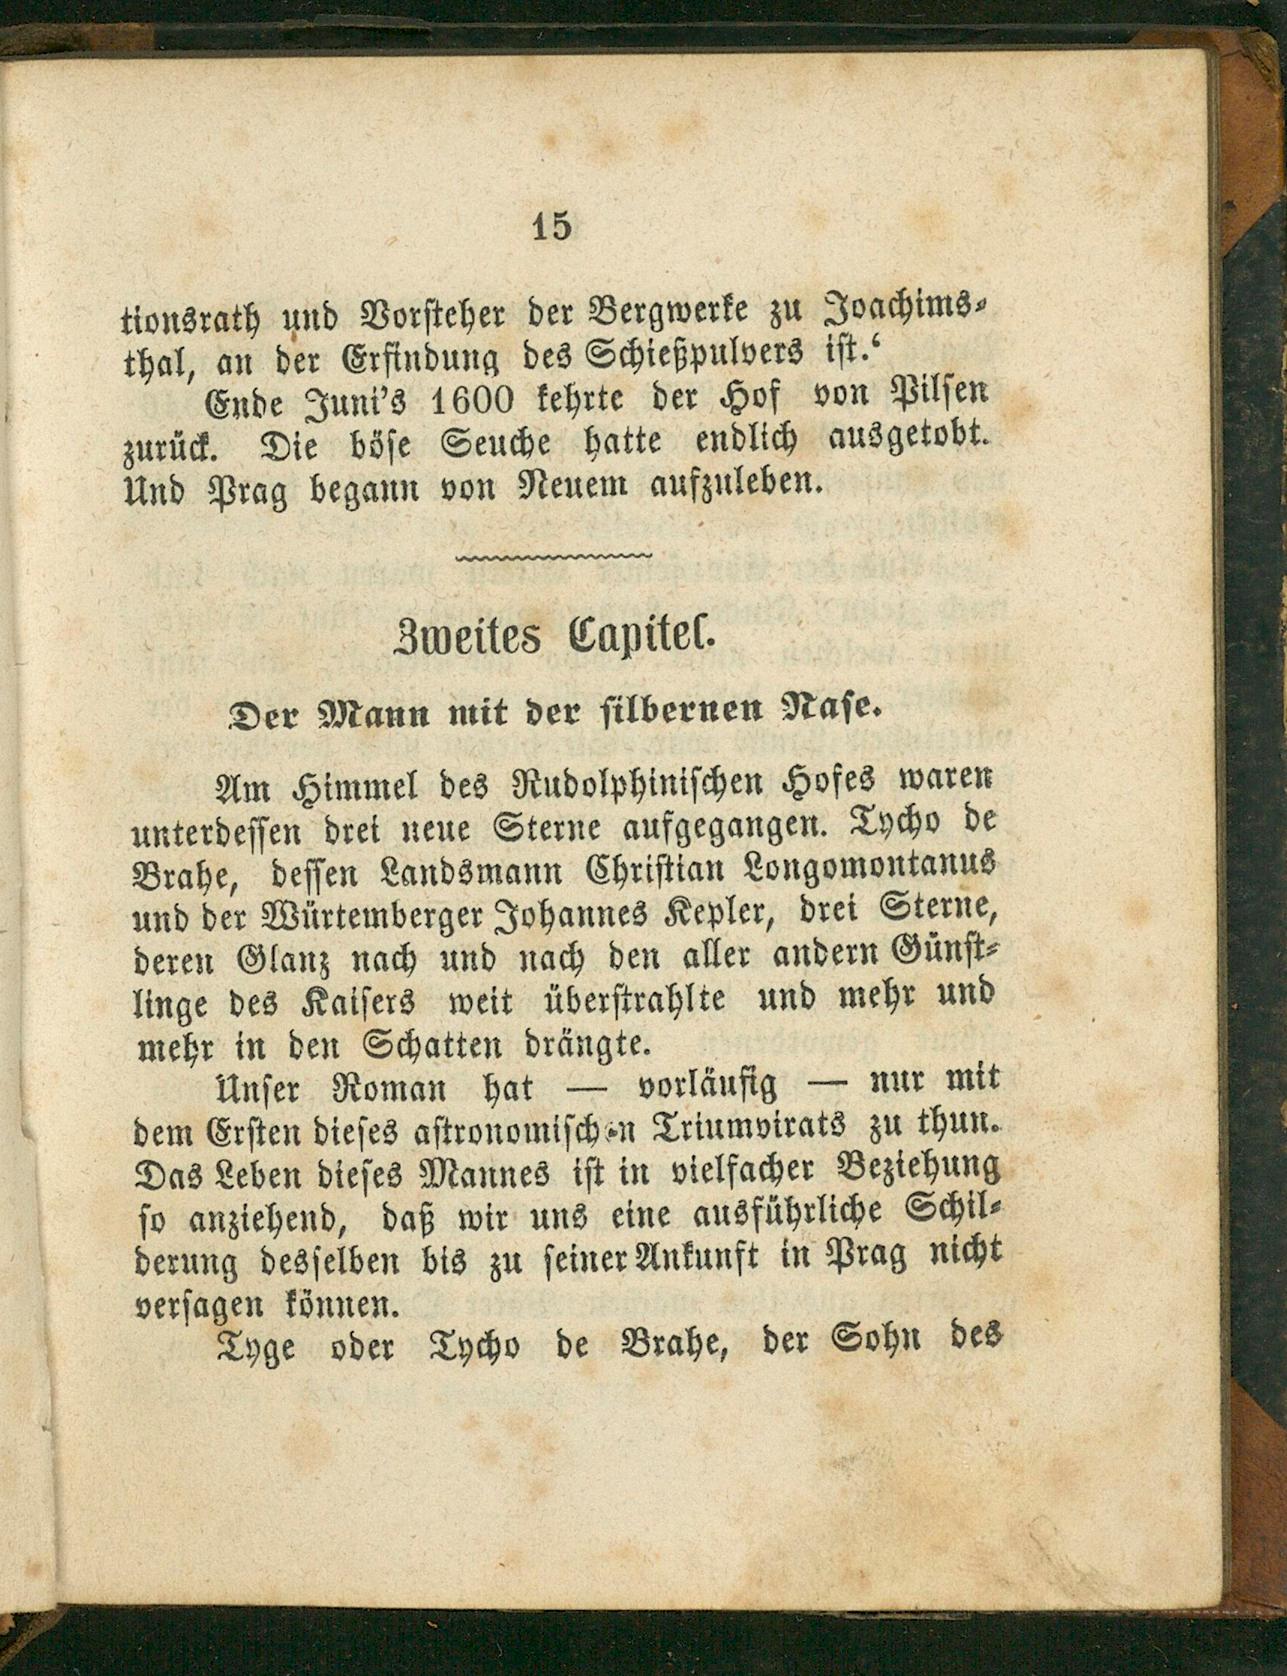 15
tionsrath und Vorsteher der Bergwerke zu Joachims-
thal, an der Erfindung des Schießpulvers ist.‘
Ende Juni's 1600 kehrte der Hof von Pilsen
zurück. Die böse Seuche hatte endlich ausgetobt.
Und Prag begann von Neuem aufzuleben.
Zweites Capitel.
Der Mann mit der silbernen Nase.
Am Himmel des Rudolphinischen Hofes waren
unterdessen drei neue Sterne aufgegangen. Tycho de
Brahe, dessen Landsmann Christian Longomontanus
und der Würtemberger Johannes Kepler, drei Sterne,
deren Glanz nach und nach den aller andern Günst-
linge des Kaisers weit überstrahlte und mehr und
mehr in den Schatten drängte.
Unser Roman hat — vorläufig — nur mit
dem Ersten dieses astronomischen Triumvirats zu thun.
Das Leben dieses Mannes ist in vielfacher Beziehung
so anziehend, daß wir uns eine ausführliche Schil-
derung desselben bis zu seiner Ankunft in Prag nicht
versagen können.
Tyge oder Tycho de Brahe, der Sohn des